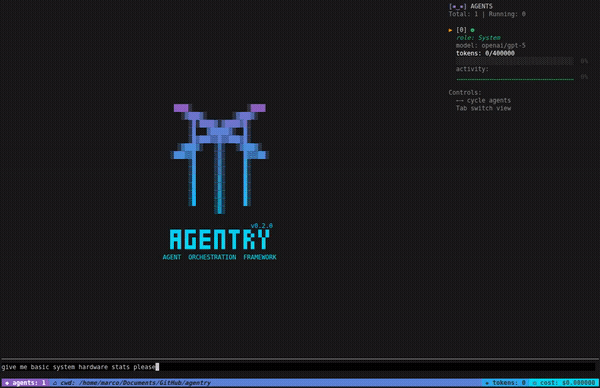 [✱_✱] AGENTS
Total: 1 | Running: 0
▶ [0]
role: System
model: openai/gpt-5
tokens: 0/400000
0%
activity:
0%
Controls:
←→ cycle agents
Tab switch view
v0.2.0
AGENTRY
AGENT ORCHESTRATION FRAMEWORK
give me basic system hardware stats please
◆ agents: 1
⌂ cwd: /home/marco/Documents/GitHub/agentry
tokens: 0
cost: $0.000000